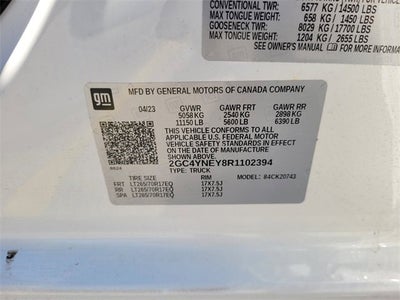 CONVENTIONAL TWR: 6577 KG / 14500 LBS
MAX TONGUE WEIGHT: 658 KG / 1450 LBS
GOOSENECK TWR: 8029 KG / 17700 LBS
MAX TONGUE WEIGHT: 1204 KG / 2655 LBS
SEE OWNER'S MANUAL FOR
gm
MFD BY GENERAL MOTORS OF CANADA COMPANY
04/23 GVWR GAWR FRT GAWR RR
5058 KG 2540 KG 2898 KG
11150 LB 5600 LB 6390 LB
THIS VEHICLE CONFORMS TO ALL APPLICABLE
U.S. FEDERAL MOTOR
VEHICLE SAFETY STANDARDS IN EFFECT ON
THE DATE OF MANUFACTURE SHOWN ABOVE.
2GC4YNEY8R1102394
TYPE: TRUCK
TIRE SIZE RIM 84CK20743
FRT LT265/70R17EQ 17X7.5J
RR LT265/70R17EQ 17X7.5J
SPA LT265/70R17EQ 17X7.5J